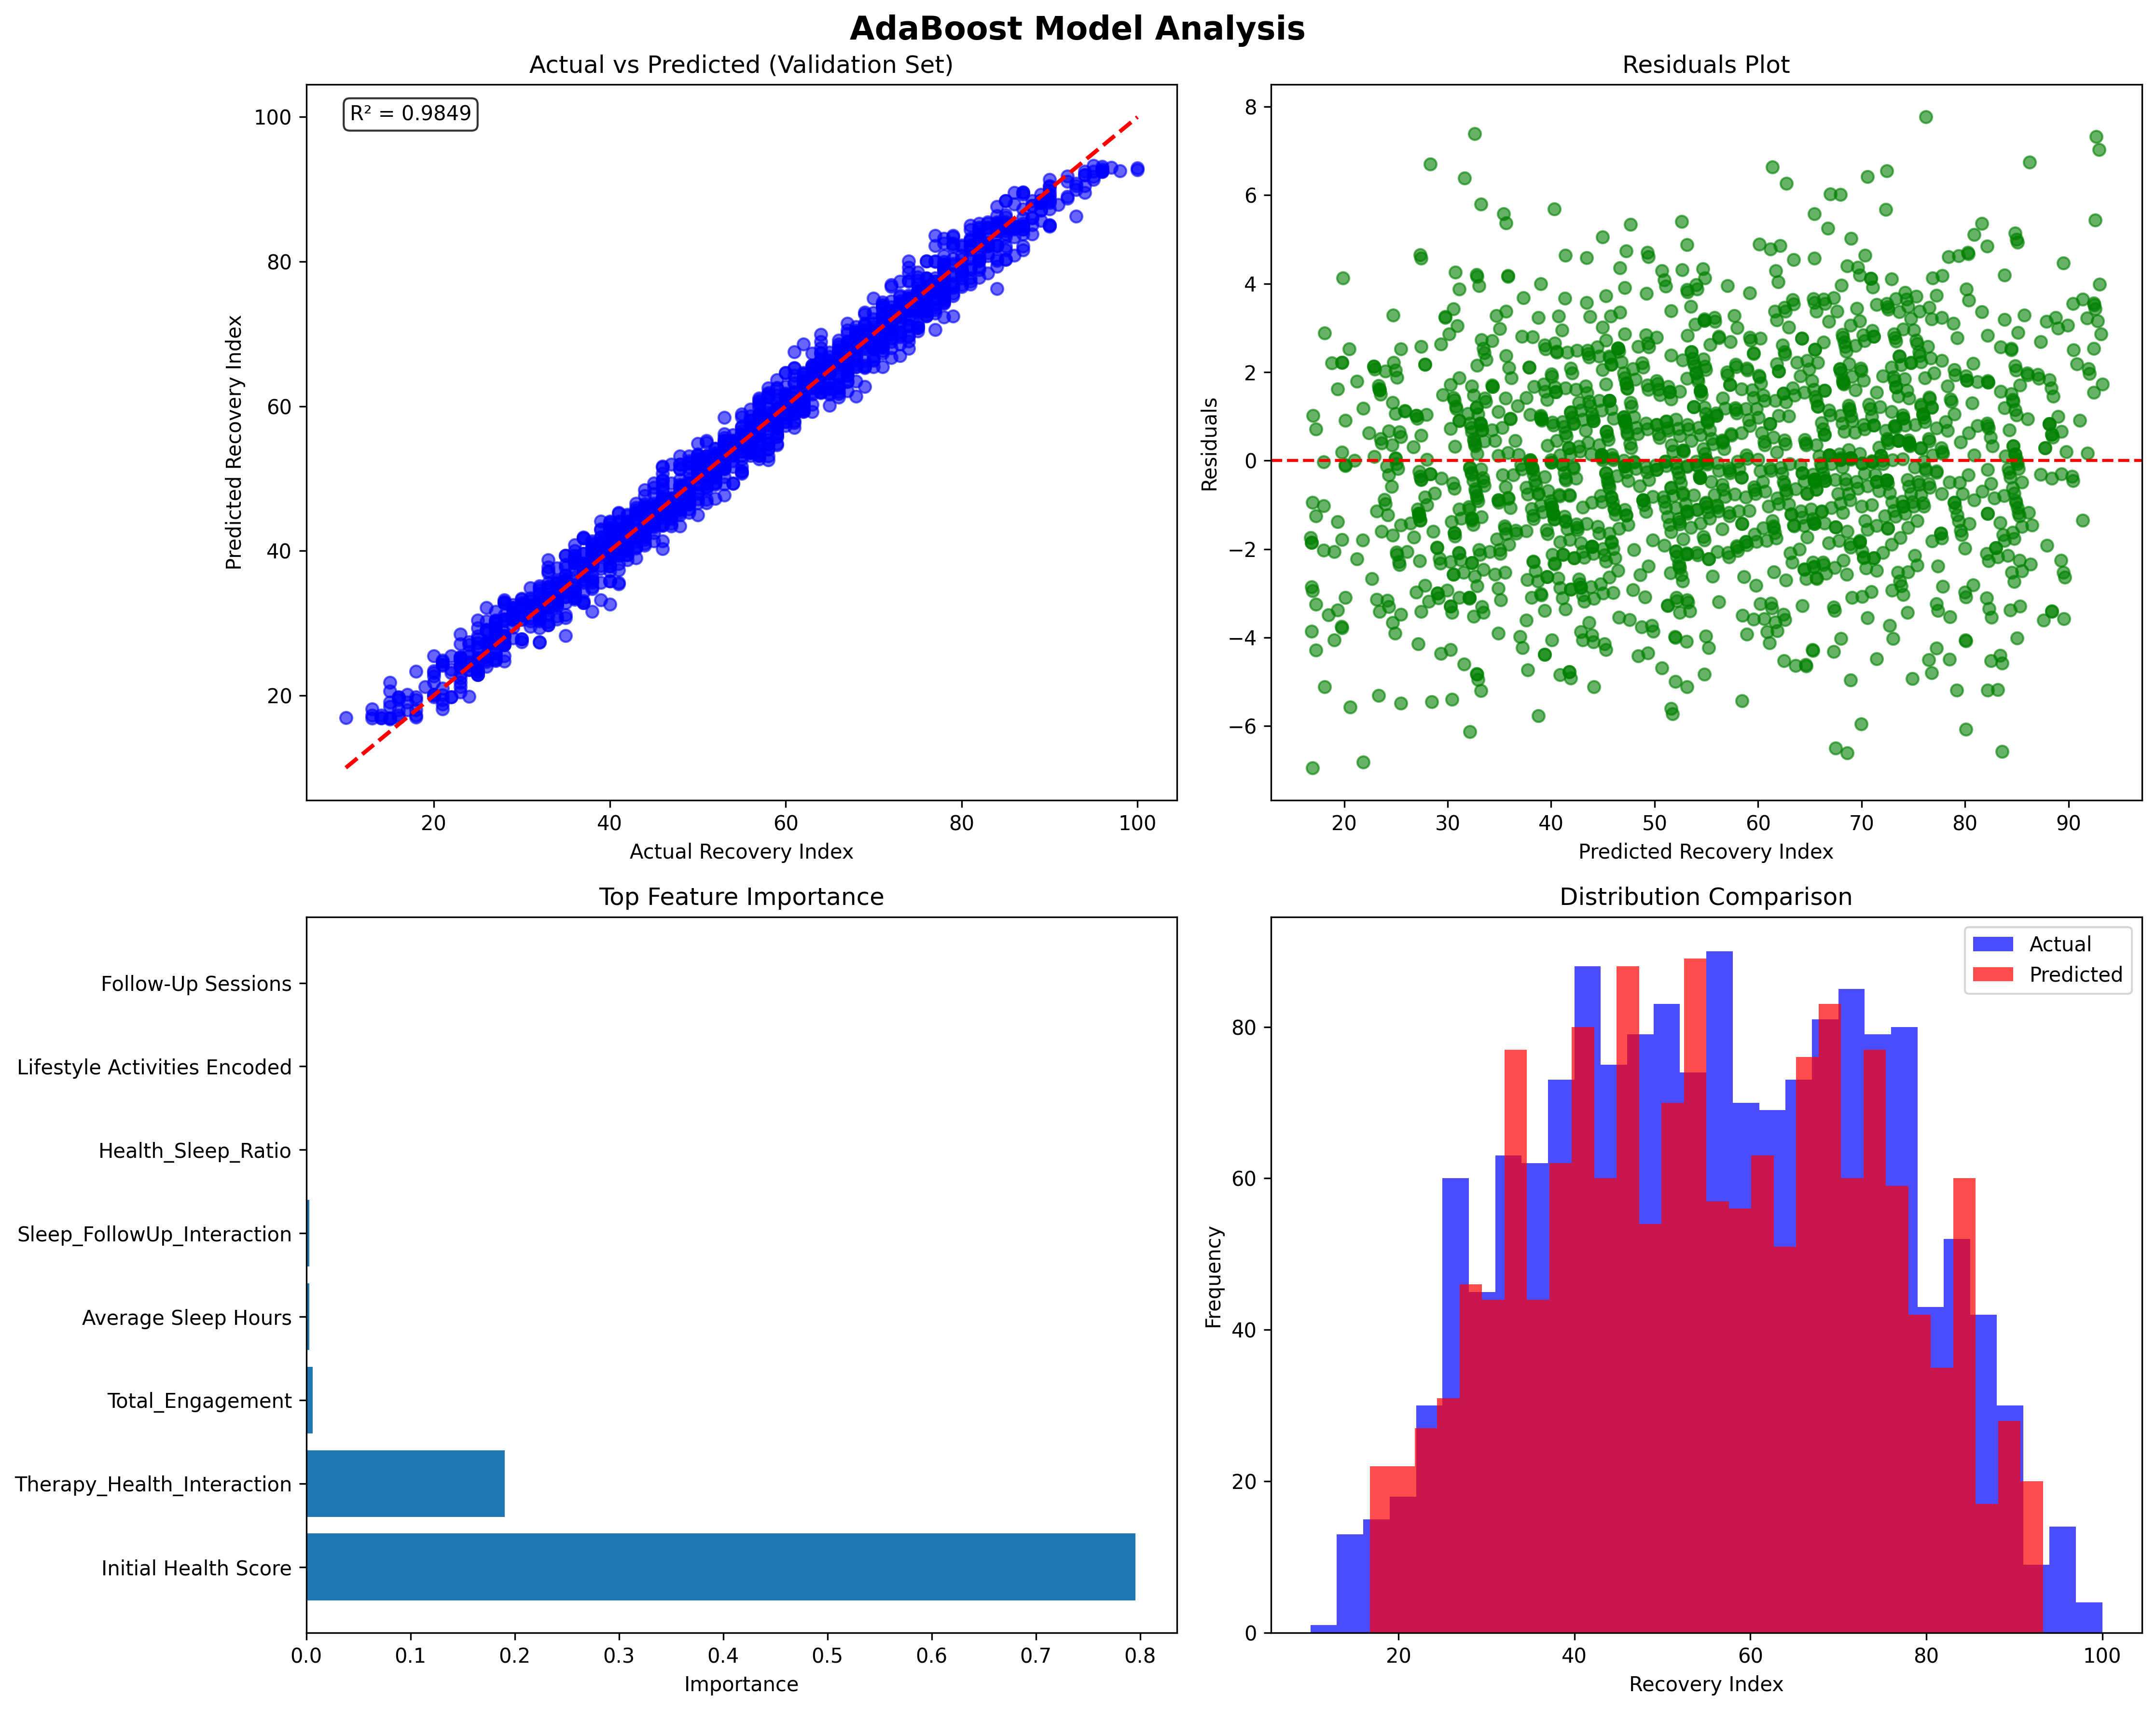 AdaBoost Model Analysis
Actual vs Predicted (Validation Set)
R² = 0.9849
100
80
60
40
20
Predicted Recovery Index
20 40 60 80 100
Actual Recovery Index
Residuals Plot
8
6
4
2
0
−2
−4
−6
Residuals
20 30 40 50 60 70 80 90
Predicted Recovery Index
Top Feature Importance
Follow-Up Sessions
Lifestyle Activities Encoded
Health_Sleep_Ratio
Sleep_FollowUp_Interaction
Average Sleep Hours
Total_Engagement
Therapy_Health_Interaction
Initial Health Score
0.0 0.1 0.2 0.3 0.4 0.5 0.6 0.7 0.8
Importance
Distribution Comparison
Actual
Predicted
80
60
40
20
0
Frequency
20 40 60 80 100
Recovery Index